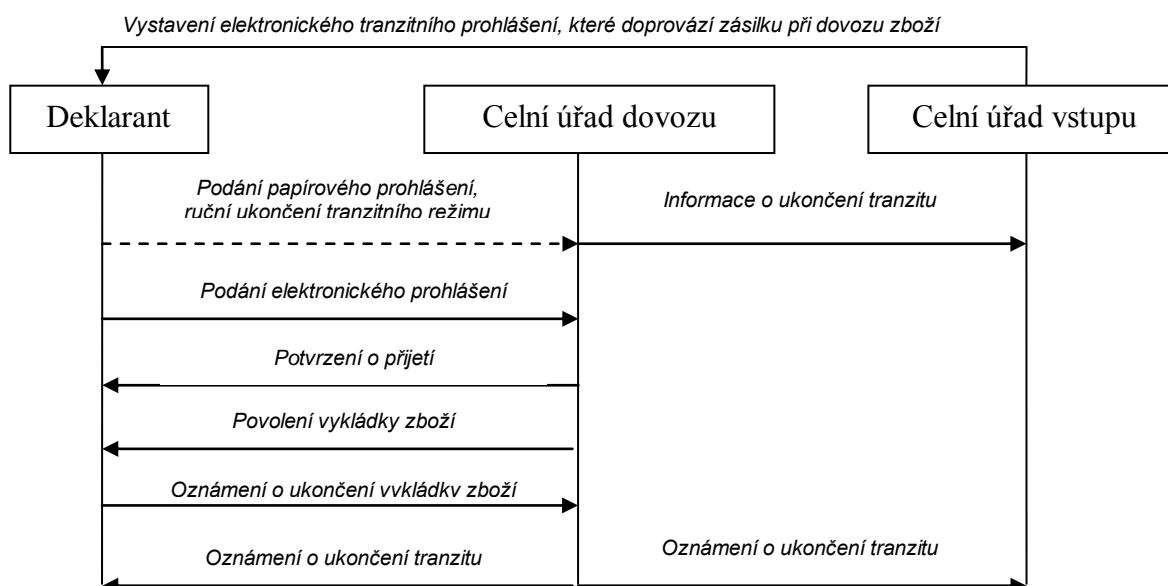 Vystavení elektronického tranzitního prohlášení, které doprovází zásilku při dovozu zboží
Deklarant
Celní úřad dovozu
Celní úřad vstupu
Podání papírového prohlášení,
ruční ukončení tranzitního režimu
Informace o ukončení tranzitu
Podání elektronického prohlášení
Potvrzení o přijetí
Povolení vykládky zboží
Oznámení o ukončení vykládky zboží
Oznámení o ukončení tranzitu
Oznámení o ukončení tranzitu